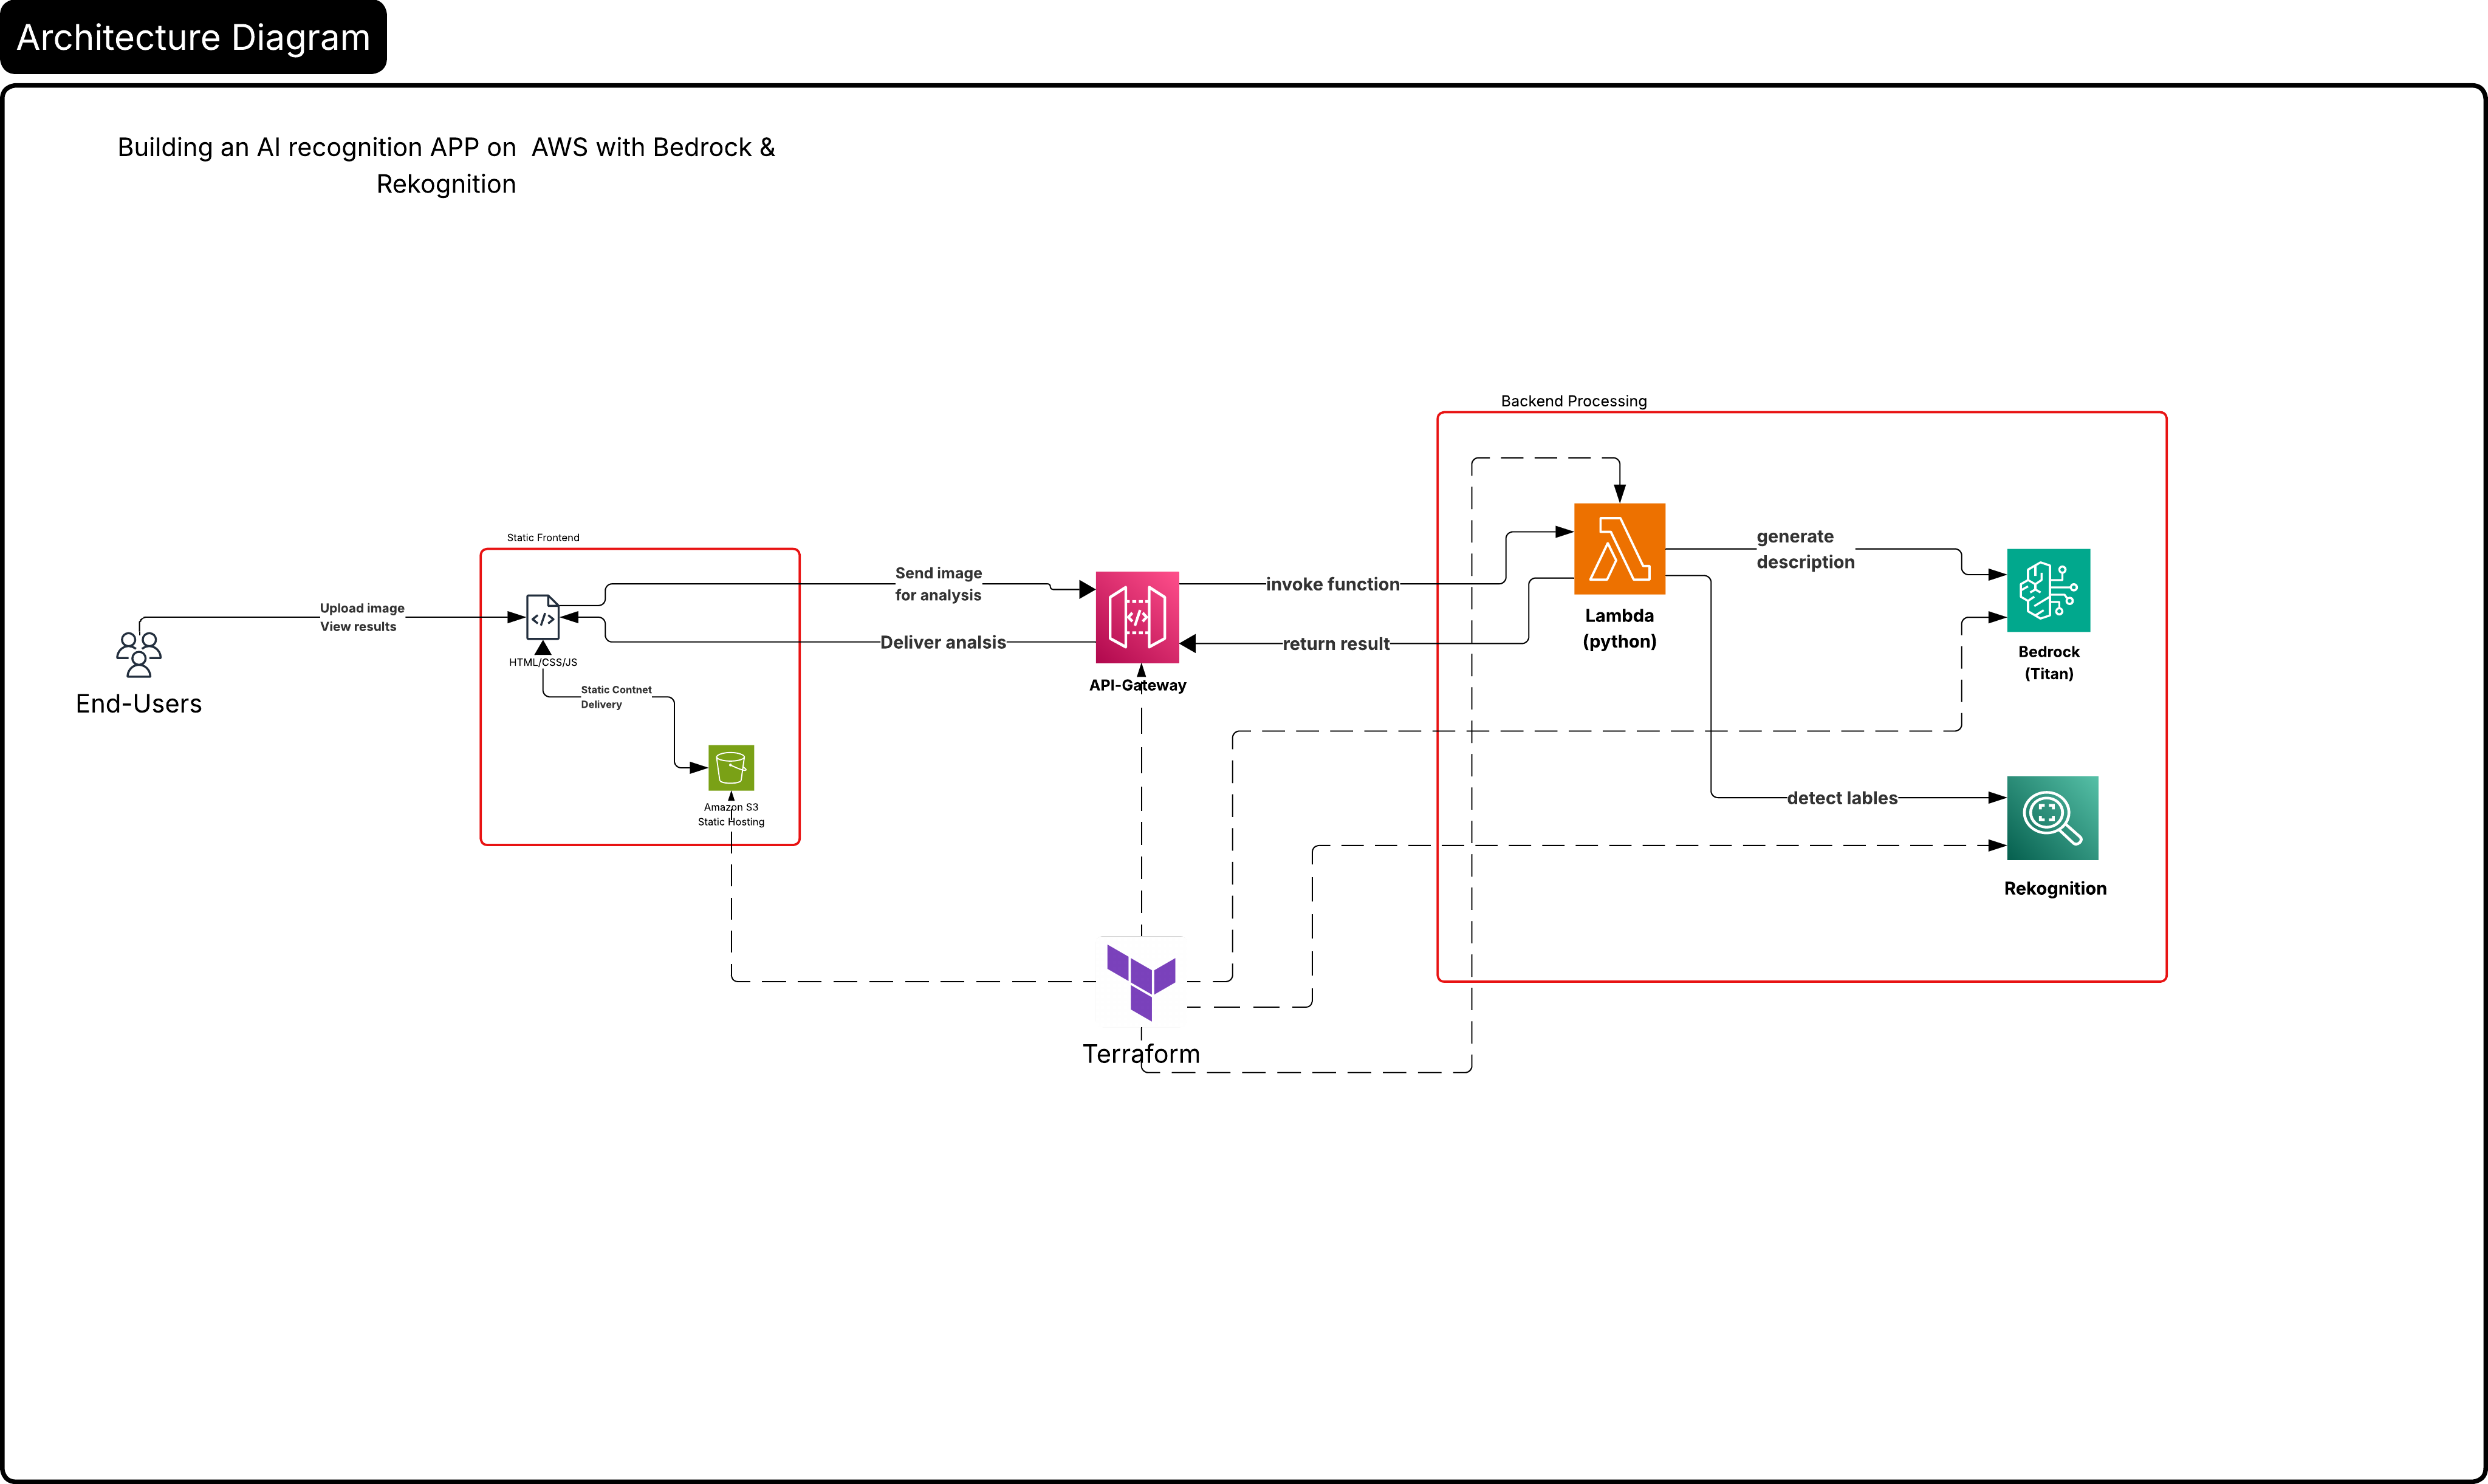 Architecture Diagram
Building an AI recognition APP on  AWS with Bedrock &
Rekognition
Backend Processing
Static Frontend
Upload image
View results
End-Users
HTML/CSS/JS
Static Contnet
Delivery
Amazon S3
Static Hosting
Send image
for analysis
Deliver analsis
API-Gateway
invoke function
return result
Lambda
(python)
generate
description
Bedrock
(Titan)
detect lables
Rekognition
Terraform